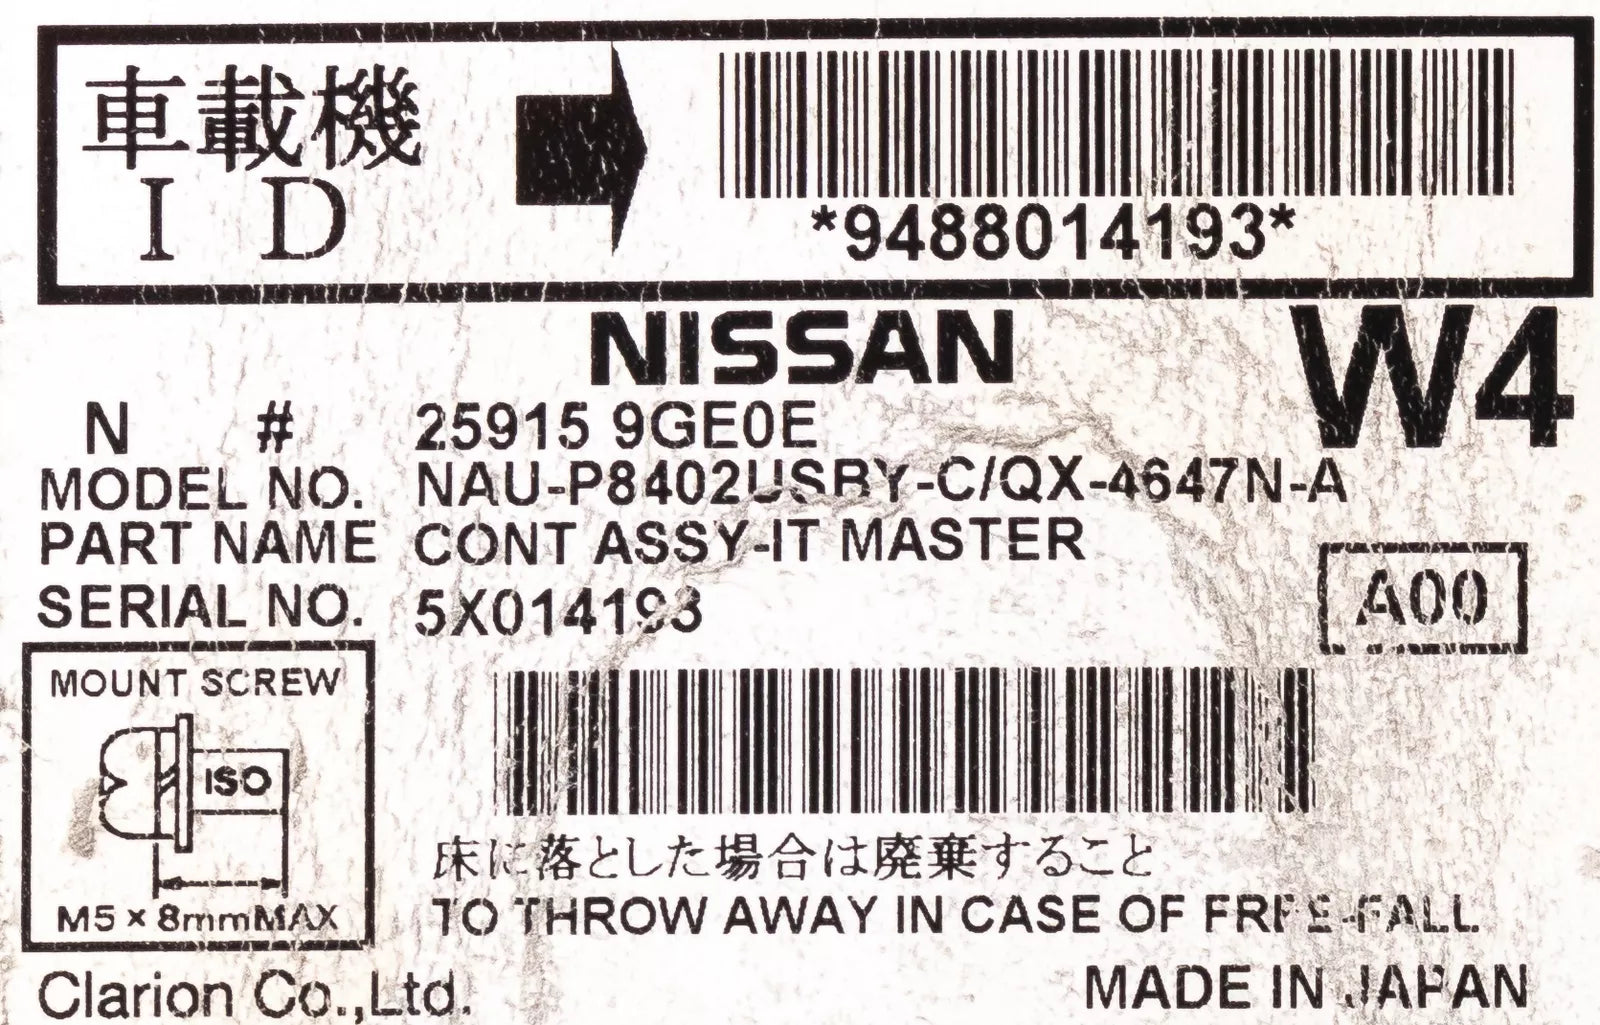 車載機
I D
*9488014193*
NISSAN
W4
N # 25915 9GE0E
MODEL NO. NAU-P8402USBY-C/QX-4647N-A
PART NAME CONT ASSY-IT MASTER
SERIAL NO. 5X014193
A00
MOUNT SCREW
ISO
M5×8mmMAX
床に落とした場合は廃棄すること
TO THROW AWAY IN CASE OF FREE-FALL.
Clarion Co.,Ltd.
MADE IN JAPAN